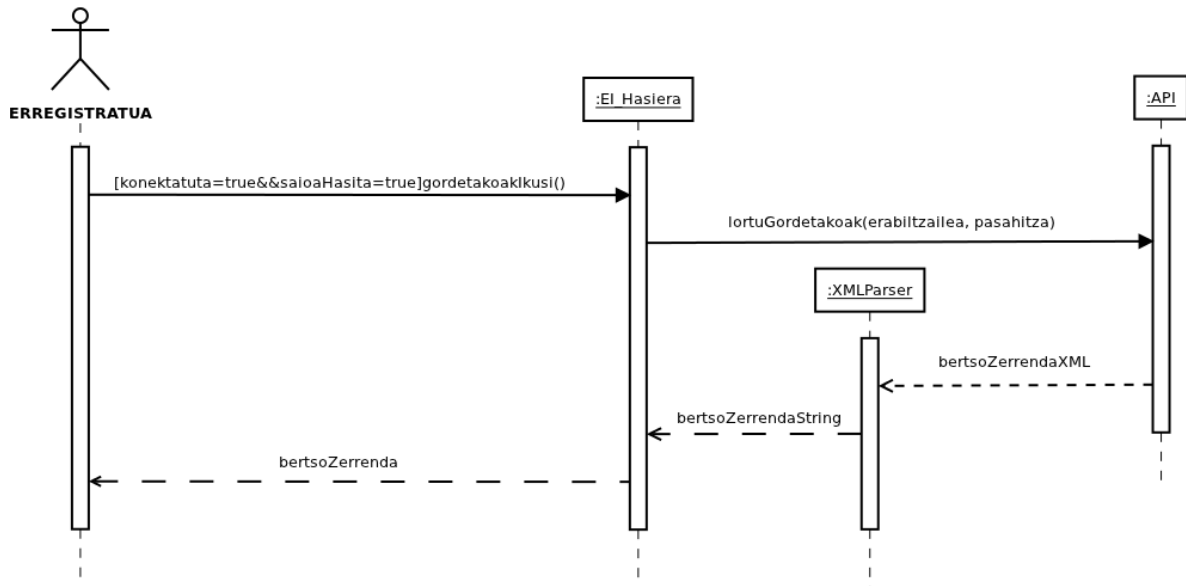 ERREGISTRATUA
:EI_Hasiera
:API
[konektatuta=true&&saioaHasita=true]gordetakoakIkusi()
lortuGordetakoak(erabiltzailea, pasahitza)
:XMLParser
bertsoZerrendaXML
bertsoZerrendaString
bertsoZerrenda